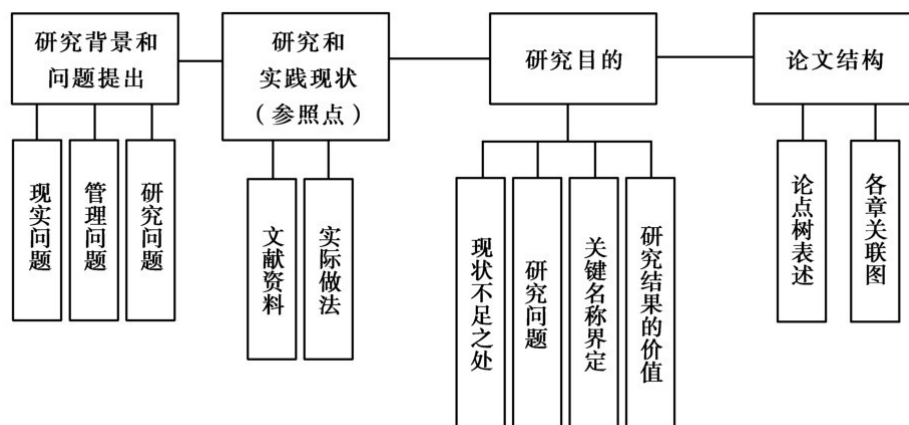 研究背景和
问题提出
研究和
实践现状
（参照点）
研究目的
论文结构
现实问题
管理问题
研究问题
文献资料
实际做法
现状不足之处
研究问题
关键名称界定
研究结果的价值
论点树表述
各章关联图